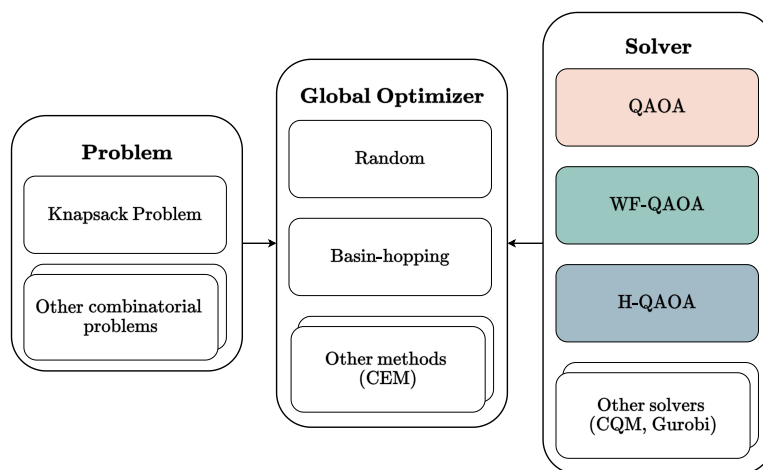 Problem
Knapsack Problem
Other combinatorial
problems
Global Optimizer
Random
Basin-hopping
Other methods
(CEM)
Solver
QAOA
WF-QAOA
H-QAOA
Other solvers
(CQM, Gurobi)